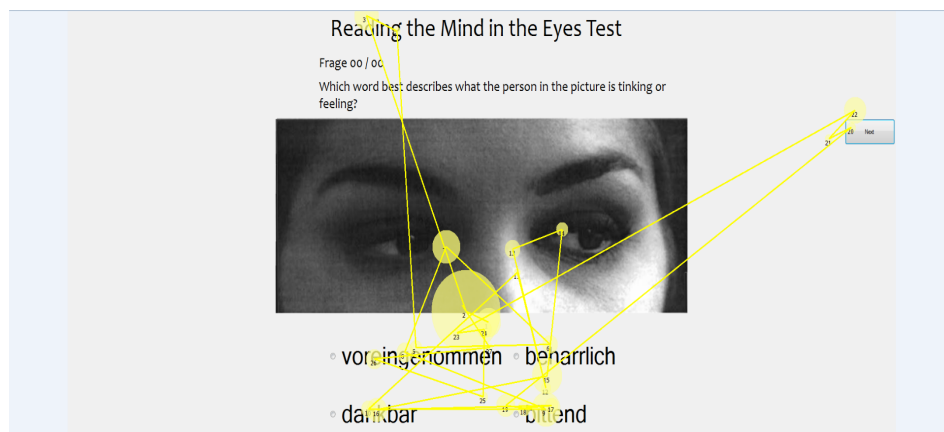 Reading the Mind in the Eyes Test
Frage 00 / 00
Which word best describes what the person in the picture is tinking or
feeling?
Next
voreingenommen beharrlich
dankbar bittend